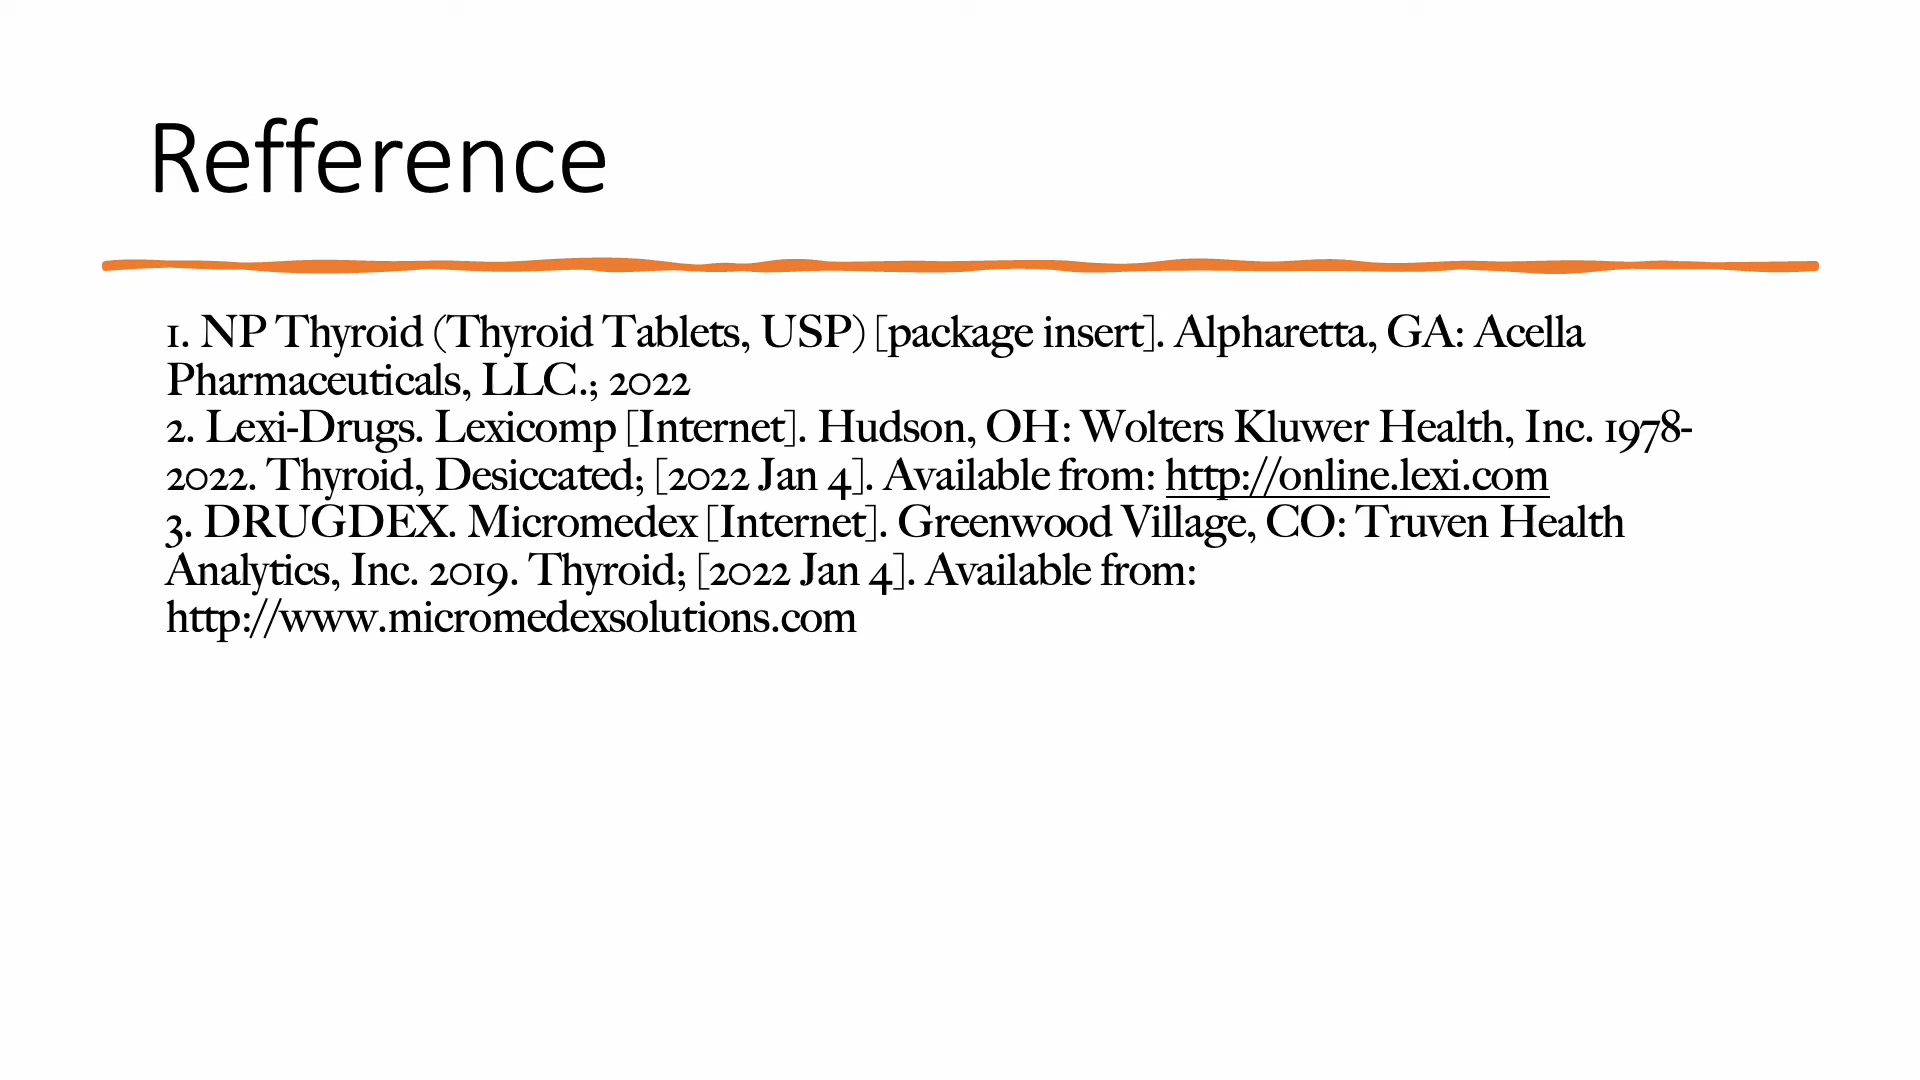 Refference
1. NP Thyroid (Thyroid Tablets, USP) [package insert]. Alpharetta, GA: Acella
Pharmaceuticals, LLC.; 2022
2. Lexi-Drugs. Lexicomp [Internet]. Hudson, OH: Wolters Kluwer Health, Inc. 1978-
2022. Thyroid, Desiccated; [2022 Jan 4]. Available from: http://online.lexi.com
3. DRUGDEX. Micromedex [Internet]. Greenwood Village, CO: Truven Health
Analytics, Inc. 2019. Thyroid; [2022 Jan 4]. Available from:
http://www.micromedexsolutions.com